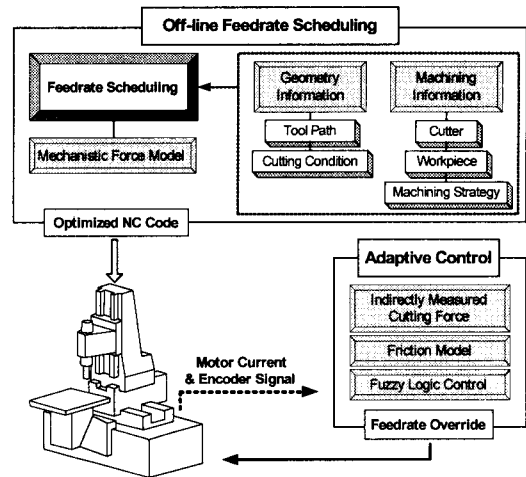 Off-line Feedrate Scheduling
Feedrate Scheduling
Mechanistic Force Model
Geometry
Information
Tool Path
Cutting Condition
Machining
Information
Cutter
Workpiece
Machining Strategy
Optimized NC Code
Motor Current
& Encoder Signal
Adaptive Control
Indirectly Measured
Cutting Force
Friction Model
Fuzzy Logic Control
Feedrate Override